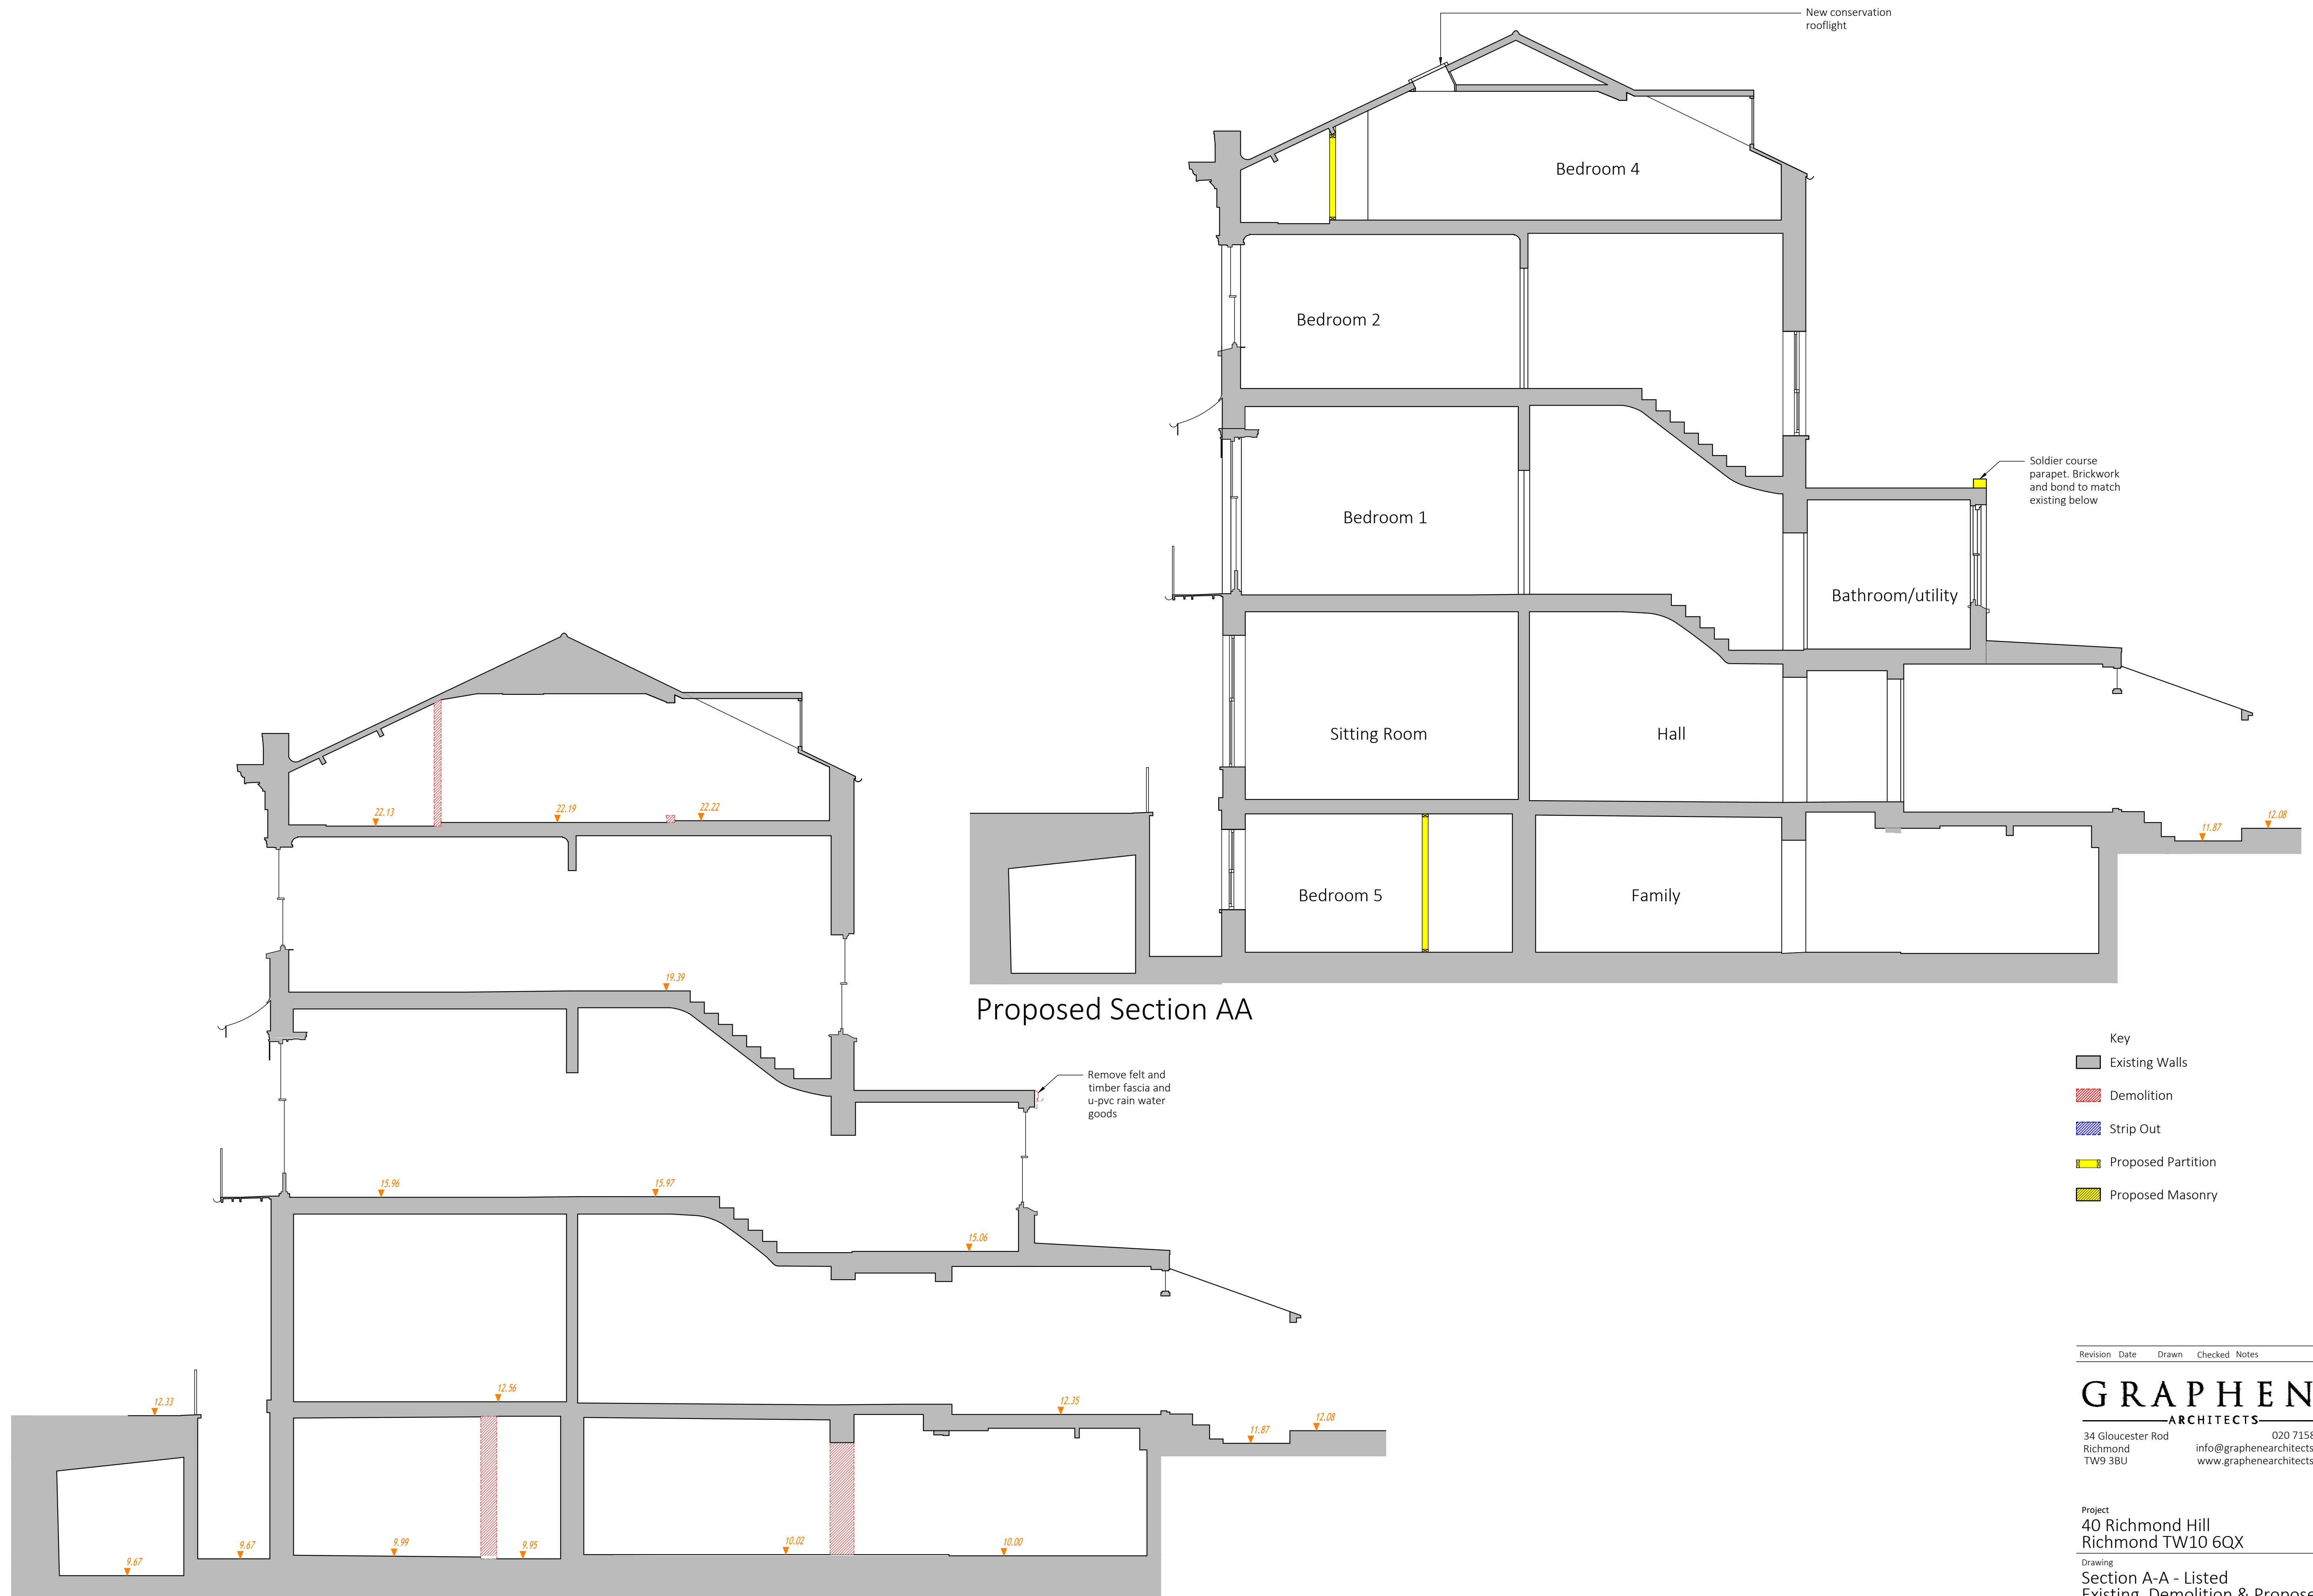 New conservation
rooflight
Bedroom 4
Bedroom 2
Soldier course
parapet. Brickwork
and bond to match
existing below
Bedroom 1
Bathroom/utility
Sitting Room
Hall
12.08
11.87
Bedroom 5
Family
Proposed Section AA
22.13
22.19
22.22
19.39
Remove felt and
timber fascia and
u-pvc rain water
goods
15.96
15.97
15.06
12.33
12.56
12.35
12.08
11.87
9.67
9.67
9.99
9.95
10.02
10.00
Key
Existing Walls
Demolition
Strip Out
Proposed Partition
Proposed Masonry
Revision Date Drawn Checked Notes
GRAPHEN
ARCHITECTS
34 Gloucester Rod
Richmond
TW9 3BU
020 7158
info@graphenearchitects
www.graphenearchitects
Project
40 Richmond Hill
Richmond TW10 6QX
Drawing
Section A-A - Listed
Existing, Demolition & Propose